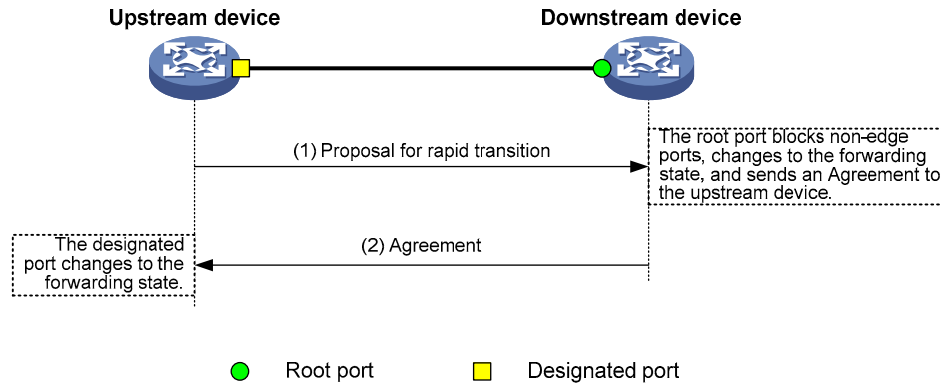 Upstream device
Downstream device
(1) Proposal for rapid transition
The root port blocks non-edge
ports, changes to the forwarding
state, and sends an Agreement to
the upstream device.
(2) Agreement
The designated
port changes to the
forwarding state.
Root port
Designated port